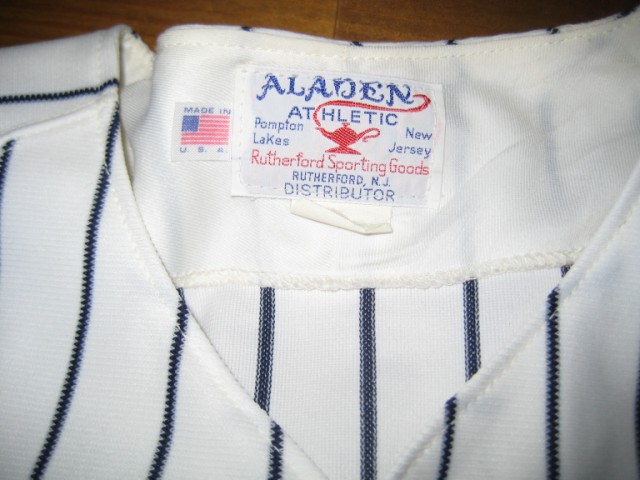 ALADEN
ATHLETIC
Pompton Lakes
New Jersey
Rutherford Sporting Goods
RUTHERFORD, N.J.
DISTRIBUTOR
MADE IN
U.S.A.